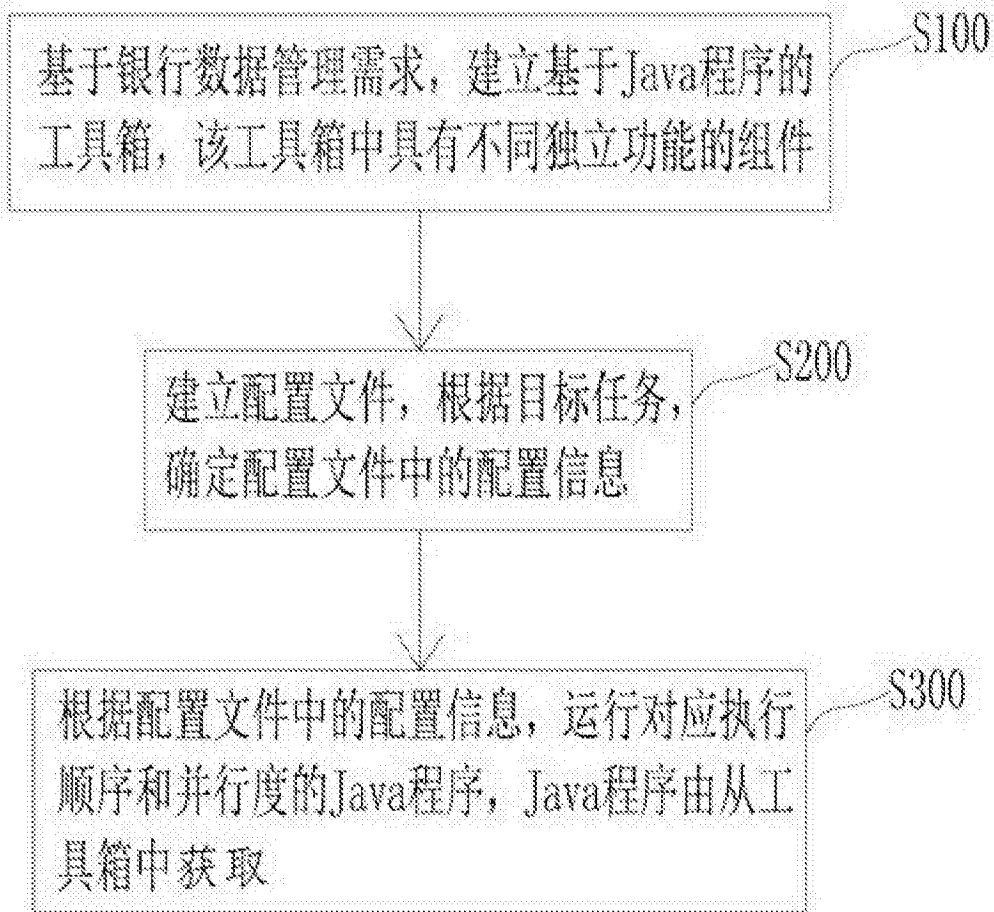 S100
基于银行数据管理需求，建立基于Java程序的
工具箱，该工具箱中具有不同独立功能的组件
S200
建立配置文件，根据目标任务，
确定配置文件中的配置信息
S300
根据配置文件中的配置信息，运行对应执行
顺序和并行度的Java程序，Java程序由从工
具箱中获取